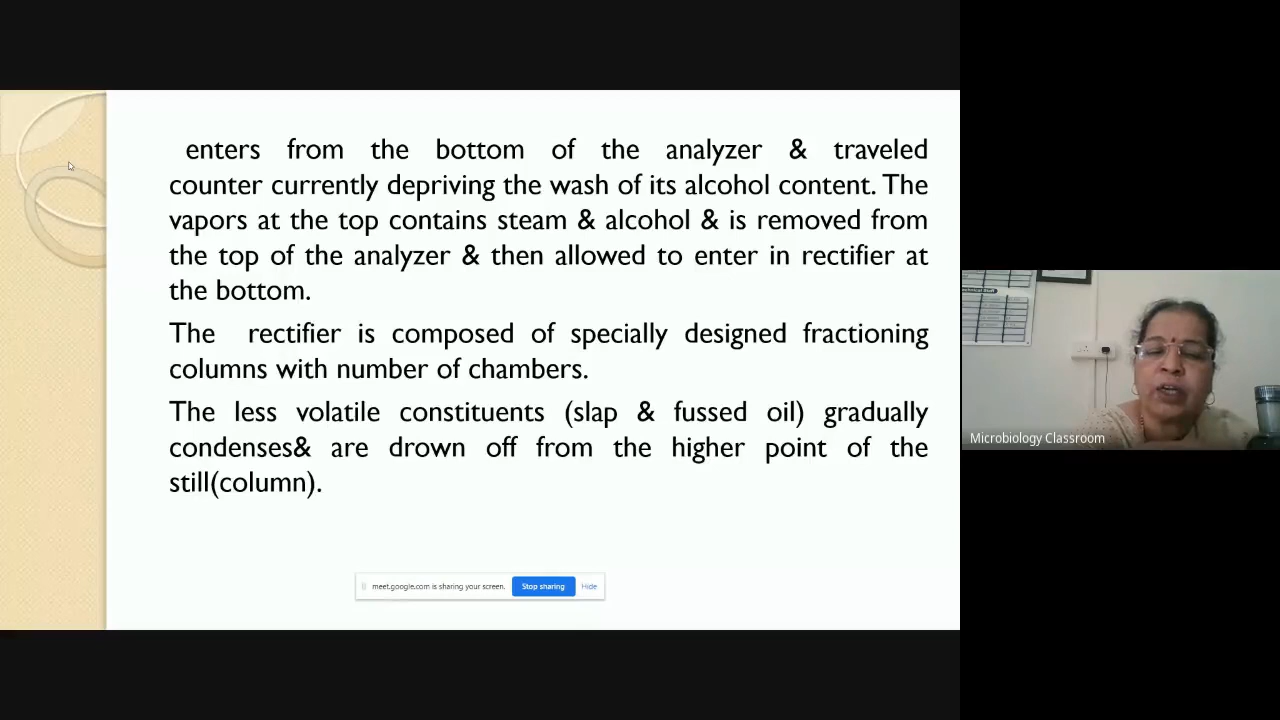 enters from the bottom of the analyzer & traveled
counter currently depriving the wash of its alcohol content. The
vapors at the top contains steam & alcohol & is removed from
the top of the analyzer & then allowed to enter in rectifier at
the bottom.
The rectifier is composed of specially designed fractioning
columns with number of chambers.
The less volatile constituents (slap & fussed oil) gradually
condenses& are drown off from the higher point of the
still(column).
meet.google.com is sharing your screen. Stop sharing Hide
Microbiology Classroom